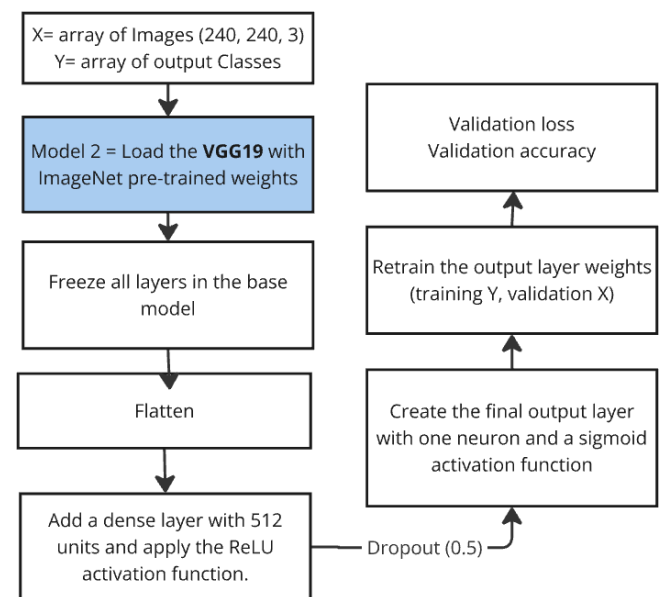 X= array of Images (240, 240, 3)
Y= array of output Classes
Model 2 = Load the VGG19 with
ImageNet pre-trained weights
Freeze all layers in the base
model
Flatten
Add a dense layer with 512
units and apply the ReLU
activation function.
Dropout (0.5)
Create the final output layer
with one neuron and a sigmoid
activation function
Retrain the output layer weights
(training Y, validation X)
Validation loss
Validation accuracy